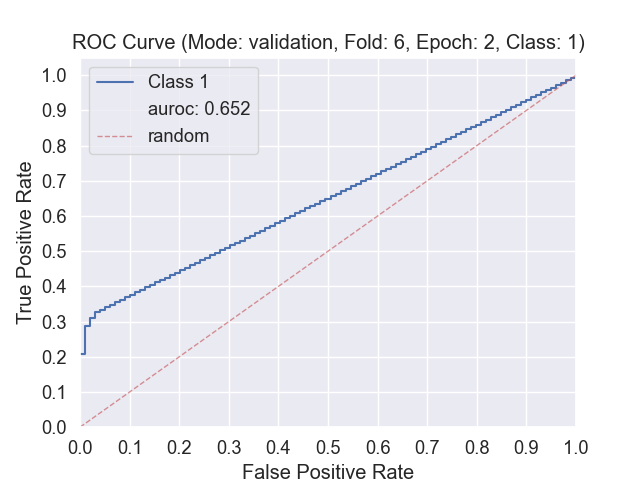 ROC Curve (Mode: validation, Fold: 6, Epoch: 2, Class: 1)
Class 1
auroc: 0.652
random
True Positive Rate
1.0
0.9
0.8
0.7
0.6
0.5
0.4
0.3
0.2
0.1
0.0
0.0 0.1 0.2 0.3 0.4 0.5 0.6 0.7 0.8 0.9 1.0
False Positive Rate